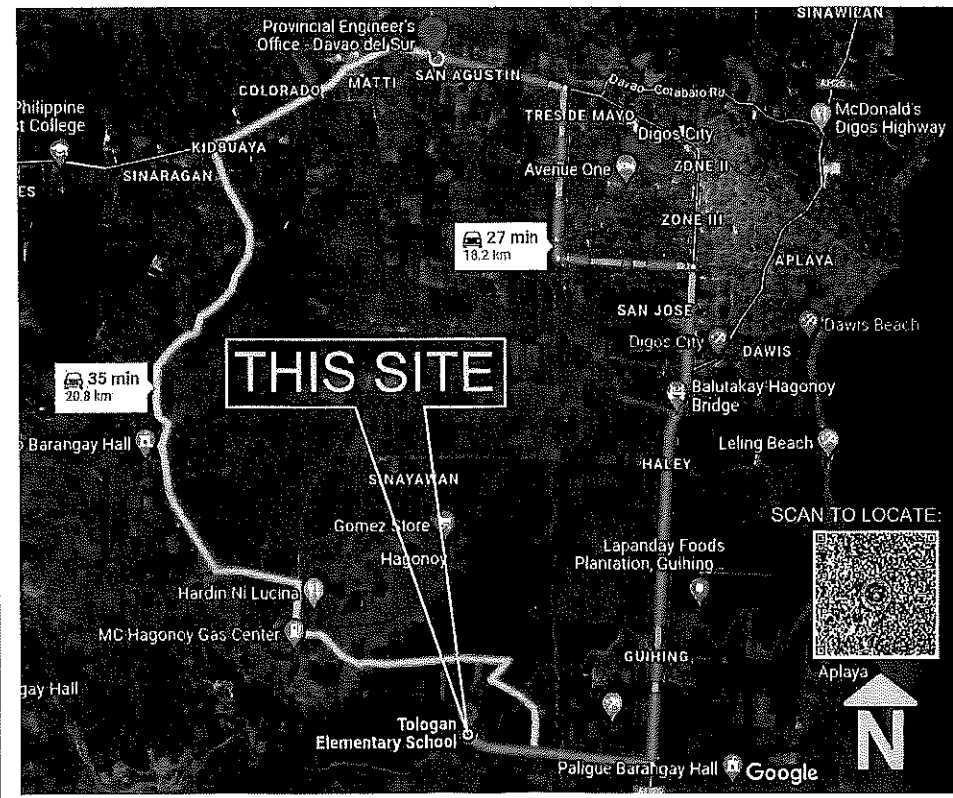 SINAWILAN
Provincial Engineer's
Office - Davao del Sur
SAN AGUSTIN
MATTI
COLORADO
Davao-Cotabato Rd
McDonald's
Digos Highway
TRES DE MAYO
Digos City
Philippine
st College
KIDBUAYA
SINARAGAN
ES
Avenue One
ZONE II
ZONE III
27 min
18.2 km
APLAYA
SAN JOSE
Digos City
DAWIS
Dawis Beach
THIS SITE
35 min
20.8 km
Balutakay-Hagonoy
Bridge
Barangay Hall
Leling Beach
HALEY
SINAYAWAN
Gomez Store
Hagonoy
SCAN TO LOCATE:
Lapanday Foods
Plantation, Guihing...
Hardin Ni Lucina
MC Hagonoy Gas Center
GUIHING
Aplaya
gay Hall
N
Tologan
Elementary School
Paligue Barangay Hall
Google